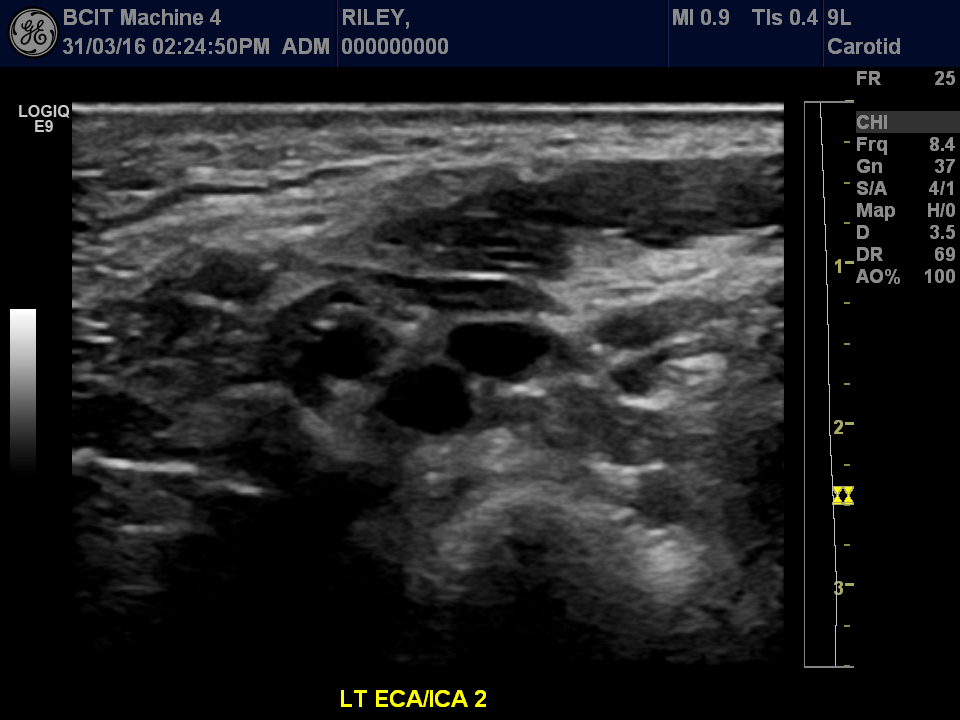 BCIT Machine 4
31/03/16 02:24:50PM ADM
RILEY,
000000000
MI 0.9 TIs 0.4
9L
Carotid
LOGIQ
E9
FR 25
CHI
Frq 8.4
Gn 37
S/A 4/1
Map H/0
D 3.5
DR 69
AO% 100
1
2
3
LT ECA/ICA 2